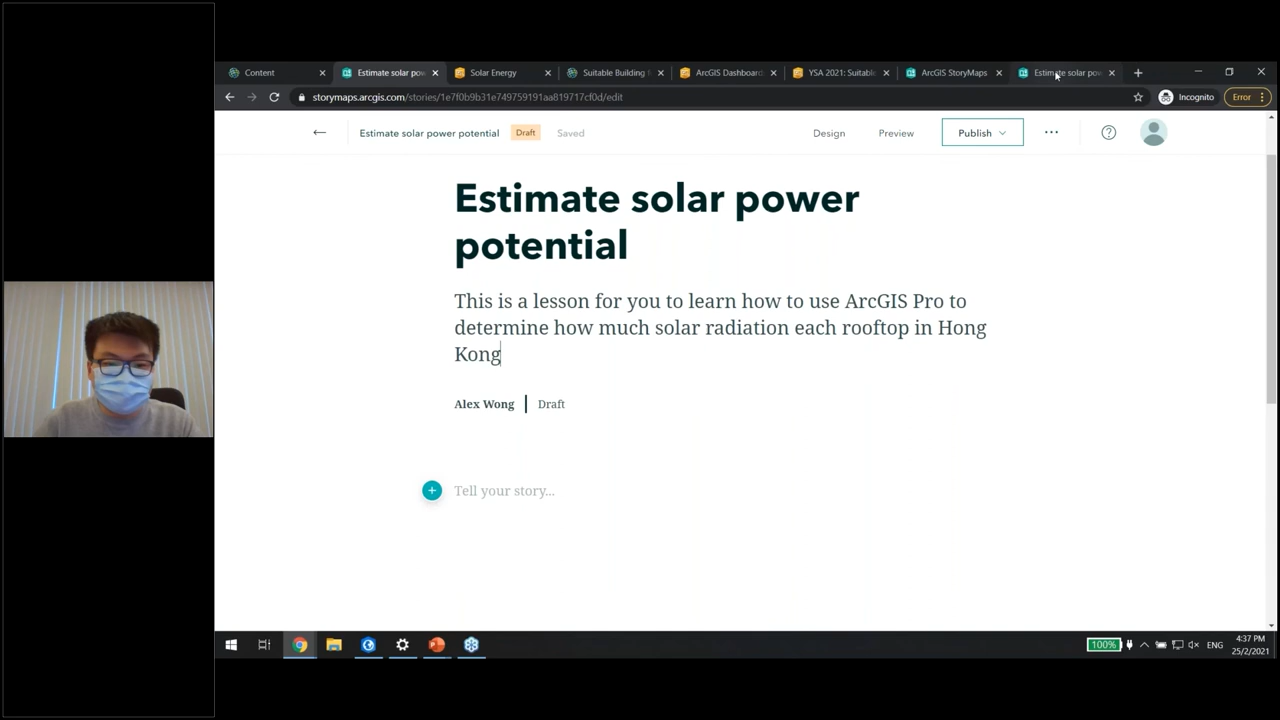 Content
Estimate solar pow
Solar Energy
Suitable Building f
ArcGIS Dashboard
YSA 2021: Suitabl
ArcGIS StoryMaps
Estimate solar pow
storymaps.arcgis.com/stories/1e7f0b9b31e749759191aa819717cf0d/edit
Incognito
Error
Estimate solar power potential
Draft
Saved
Design
Preview
Publish
Estimate solar power
potential
This is a lesson for you to learn how to use ArcGIS Pro to
determine how much solar radiation each rooftop in Hong
Kong
Alex Wong
Draft
Tell your story...
100%
ENG
4:37 PM
25/2/2021